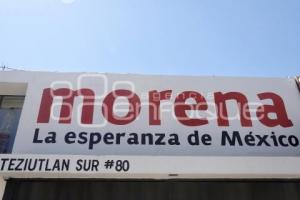 morena
La esperanza de México
TEZIUTLAN SUR #80